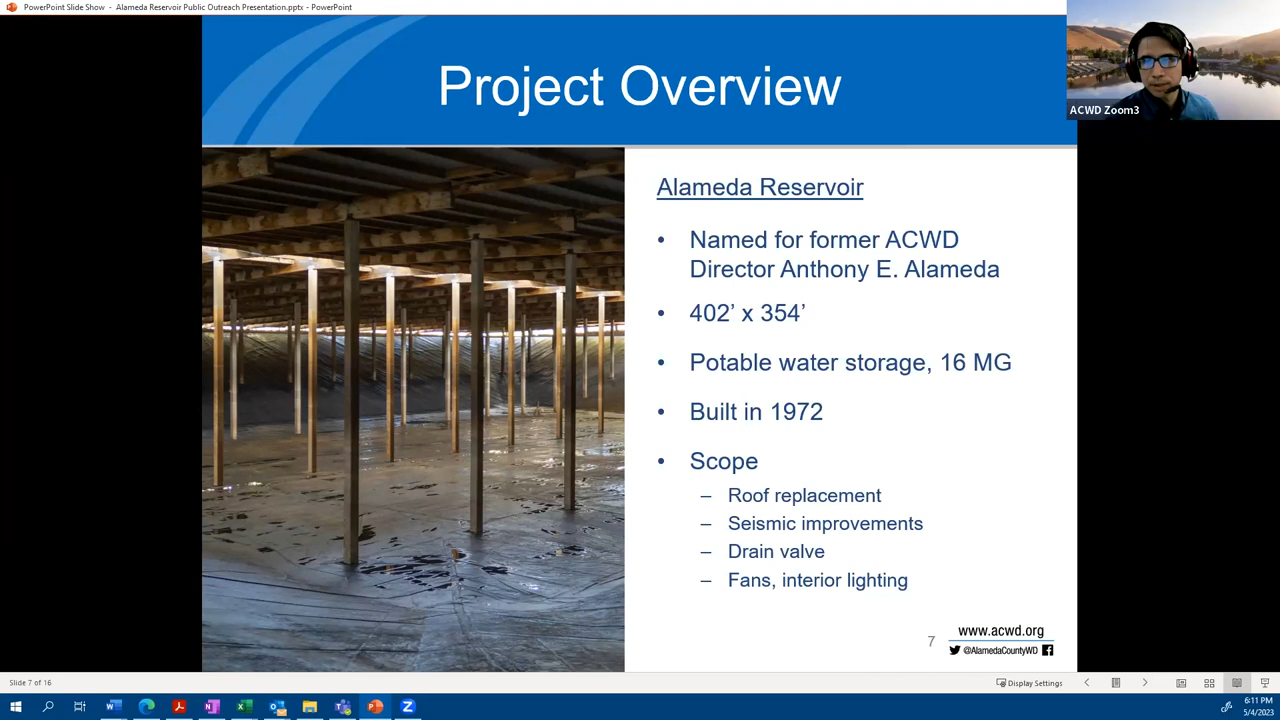 PowerPoint Slide Show - Alameda Reservoir Public Outreach Presentation.pptx - PowerPoint
Project Overview
ACWD Zoom3
Alameda Reservoir
• Named for former ACWD
Director Anthony E. Alameda
• 402’ x 354’
• Potable water storage, 16 MG
• Built in 1972
• Scope
– Roof replacement
– Seismic improvements
– Drain valve
– Fans, interior lighting
7
www.acwd.org
@AlamedaCountyWD
Slide 7 of 16
Display Settings
6:11 PM
5/4/2023